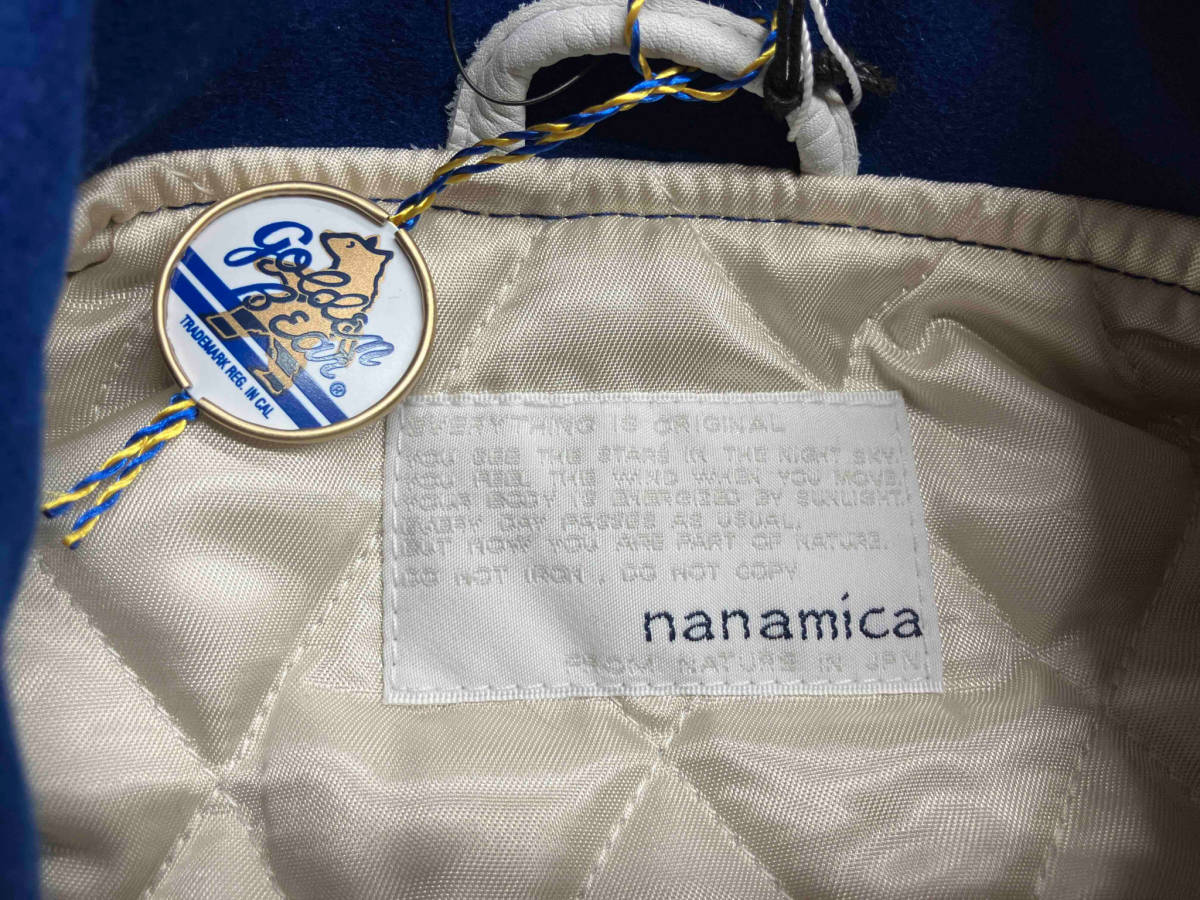 Golden
Bear
®
TRADEMARK REG. IN CAL
EVERYTHING IS ORIGINAL
YOU SEE THE STARS IN THE NIGHT SKY.
YOU FEEL THE WIND WHEN YOU MOVE.
YOUR BODY IS ENERGIZED BY SUNLIGHT.
EVERY DAY PASSES AS USUAL,
BUT NOW YOU ARE PART OF NATURE.
DO NOT IRON . DO NOT COPY
nanamica
FROM NATURE IN JPN